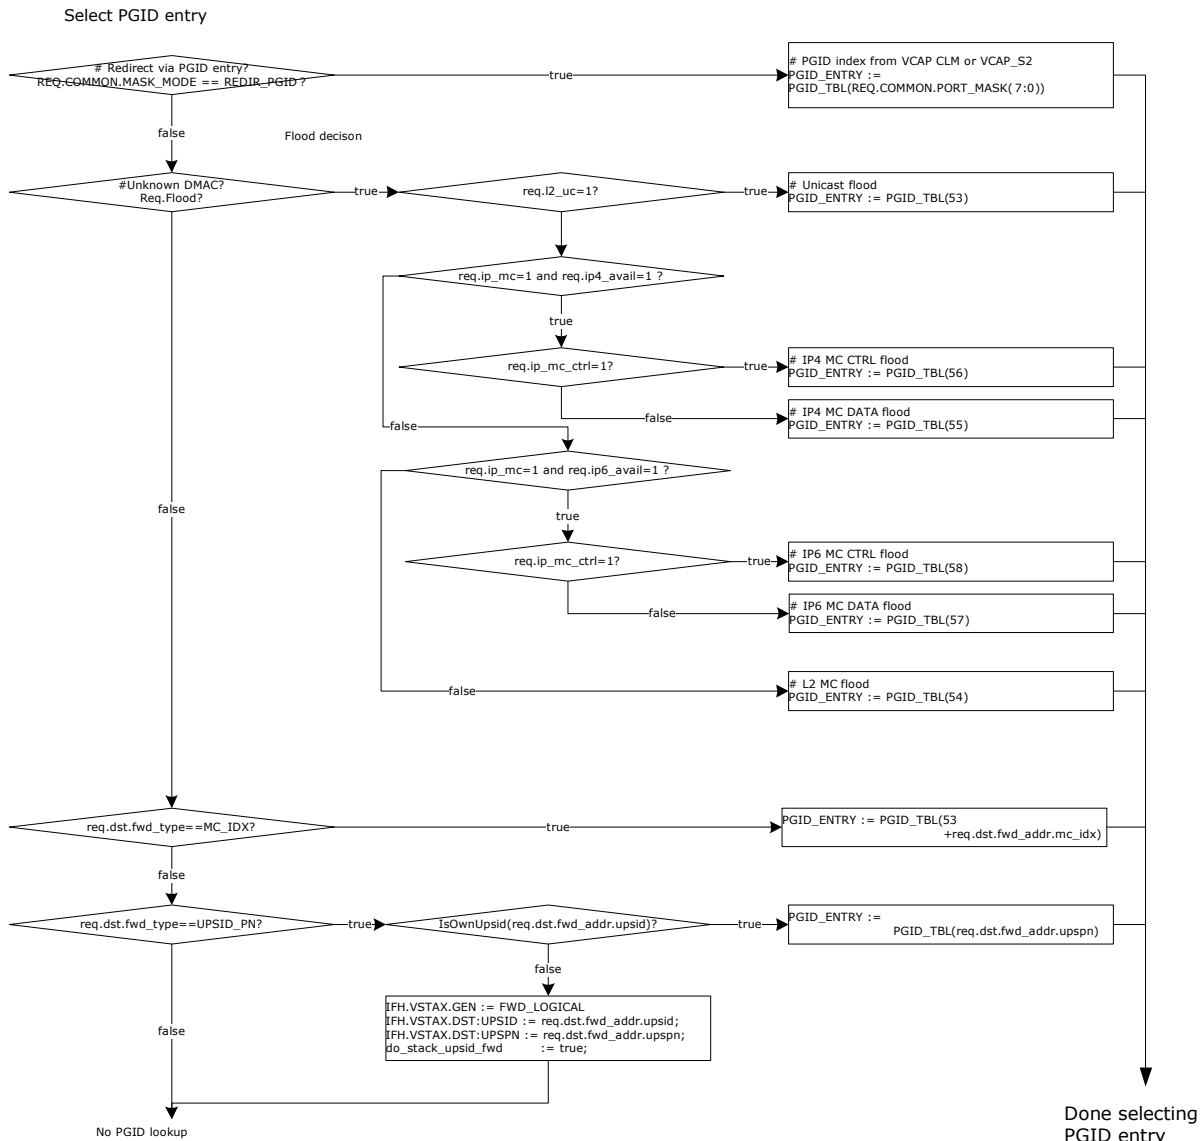 Select PGID entry
# Redirect via PGID entry?
REQ.COMMON.MASK_MODE == REDIR_PGID?
true
# PGID index from VCAP CLM or VCAP_S2
PGID_ENTRY :=
PGID_TBL(REQ.COMMON.PORT_MASK(7:0))
false
Flood decison
#Unknown DMAC?
Req.Flood?
true
req.l2_uc=1?
true
# Unicast flood
PGID_ENTRY := PGID_TBL(53)
req.ip_mc=1 and req.ip4_avail=1 ?
true
req.ip_mc_ctrl=1?
true
# IP4 MC CTRL flood
PGID_ENTRY := PGID_TBL(56)
false
# IP4 MC DATA flood
PGID_ENTRY := PGID_TBL(55)
false
req.ip_mc=1 and req.ip6_avail=1 ?
false
true
req.ip_mc_ctrl=1?
true
# IP6 MC CTRL flood
PGID_ENTRY := PGID_TBL(58)
false
# IP6 MC DATA flood
PGID_ENTRY := PGID_TBL(57)
false
# L2 MC flood
PGID_ENTRY := PGID_TBL(54)
req.dst.fwd_type==MC_IDX?
true
PGID_ENTRY := PGID_TBL(53
+req.dst.fwd_addr.mc_idx)
false
req.dst.fwd_type==UPSID_PN?
true
IsOwnUpsid(req.dst.fwd_addr.upsid)?
true
PGID_ENTRY :=
PGID_TBL(req.dst.fwd_addr.upspn)
false
IFH.VSTAX.GEN := FWD_LOGICAL
IFH.VSTAX.DST:UPSID := req.dst.fwd_addr.upsid;
IFH.VSTAX.DST:UPSPN := req.dst.fwd_addr.upspn;
do_stack_upsid_fwd := true;
false
No PGID lookup
Done selecting
PGID entry